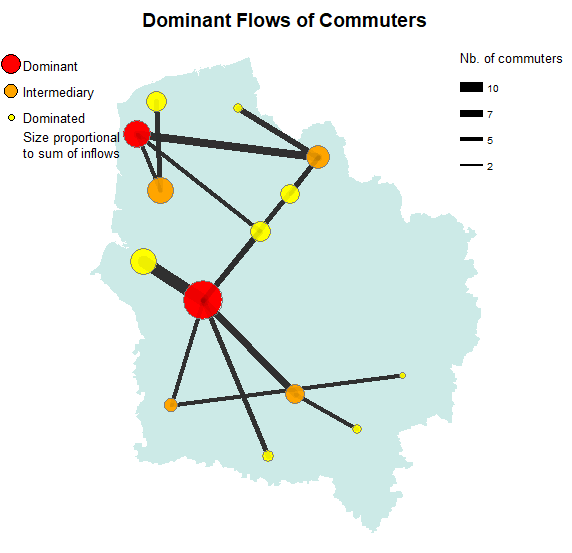 Dominant Flows of Commuters
Dominant
Intermediary
Dominated
Size proportional
to sum of inflows
Nb. of commuters
10
7
5
2